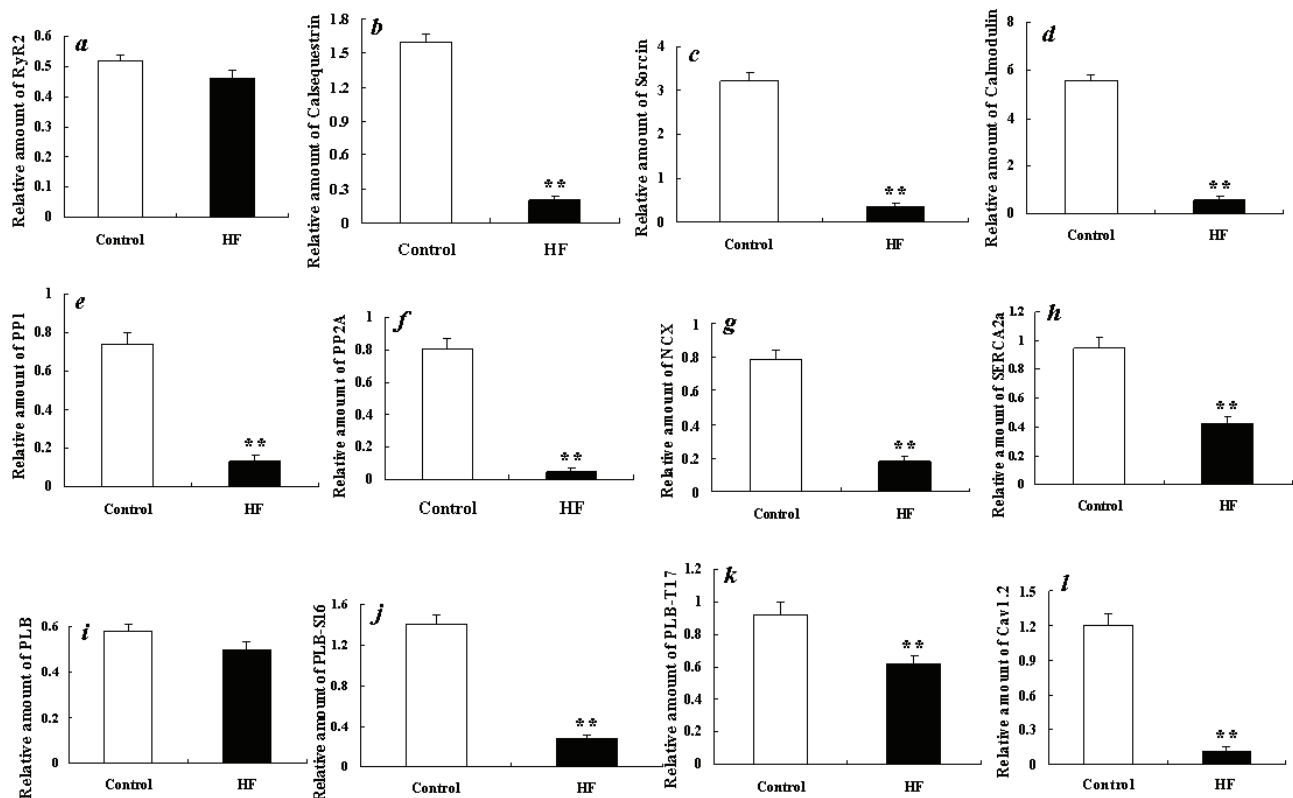 a
Relative amount of RyR2
0.6
0.5
0.4
0.3
0.2
0.1
0
Control HF
b
Relative amount of Calsequestrin
1.8
1.5
1.2
0.9
0.6
0.3
0
**
Control HF
c
Relative amount of Sorcin
4
3
2
1
0
**
Control HF
d
Relative amount of Calmodulin
8
6
4
2
0
**
Control HF
e
Relative amount of PP1
1
0.8
0.6
0.4
0.2
0
**
Control HF
f
Relative amoumt of PP2A
1
0.8
0.6
0.4
0.2
0
**
Control HF
g
Relative amount of NCX
1
0.8
0.6
0.4
0.2
0
**
Control HF
h
Relative amount of SERCA2a
1.2
1
0.8
0.6
0.4
0.2
0
**
Control HF
i
Relative amount of PLB
0.6
0.4
0.2
0
Control HF
j
Relative amount of PLB-S16
1.6
1.2
0.8
0.4
0
**
Control HF
k
Relative amount of PLB-T17
1.2
1
0.8
0.6
0.4
0.2
0
**
Control HF
l
Relative amount of Cav1.2
1.5
1.2
0.9
0.6
0.3
0
**
Control HF